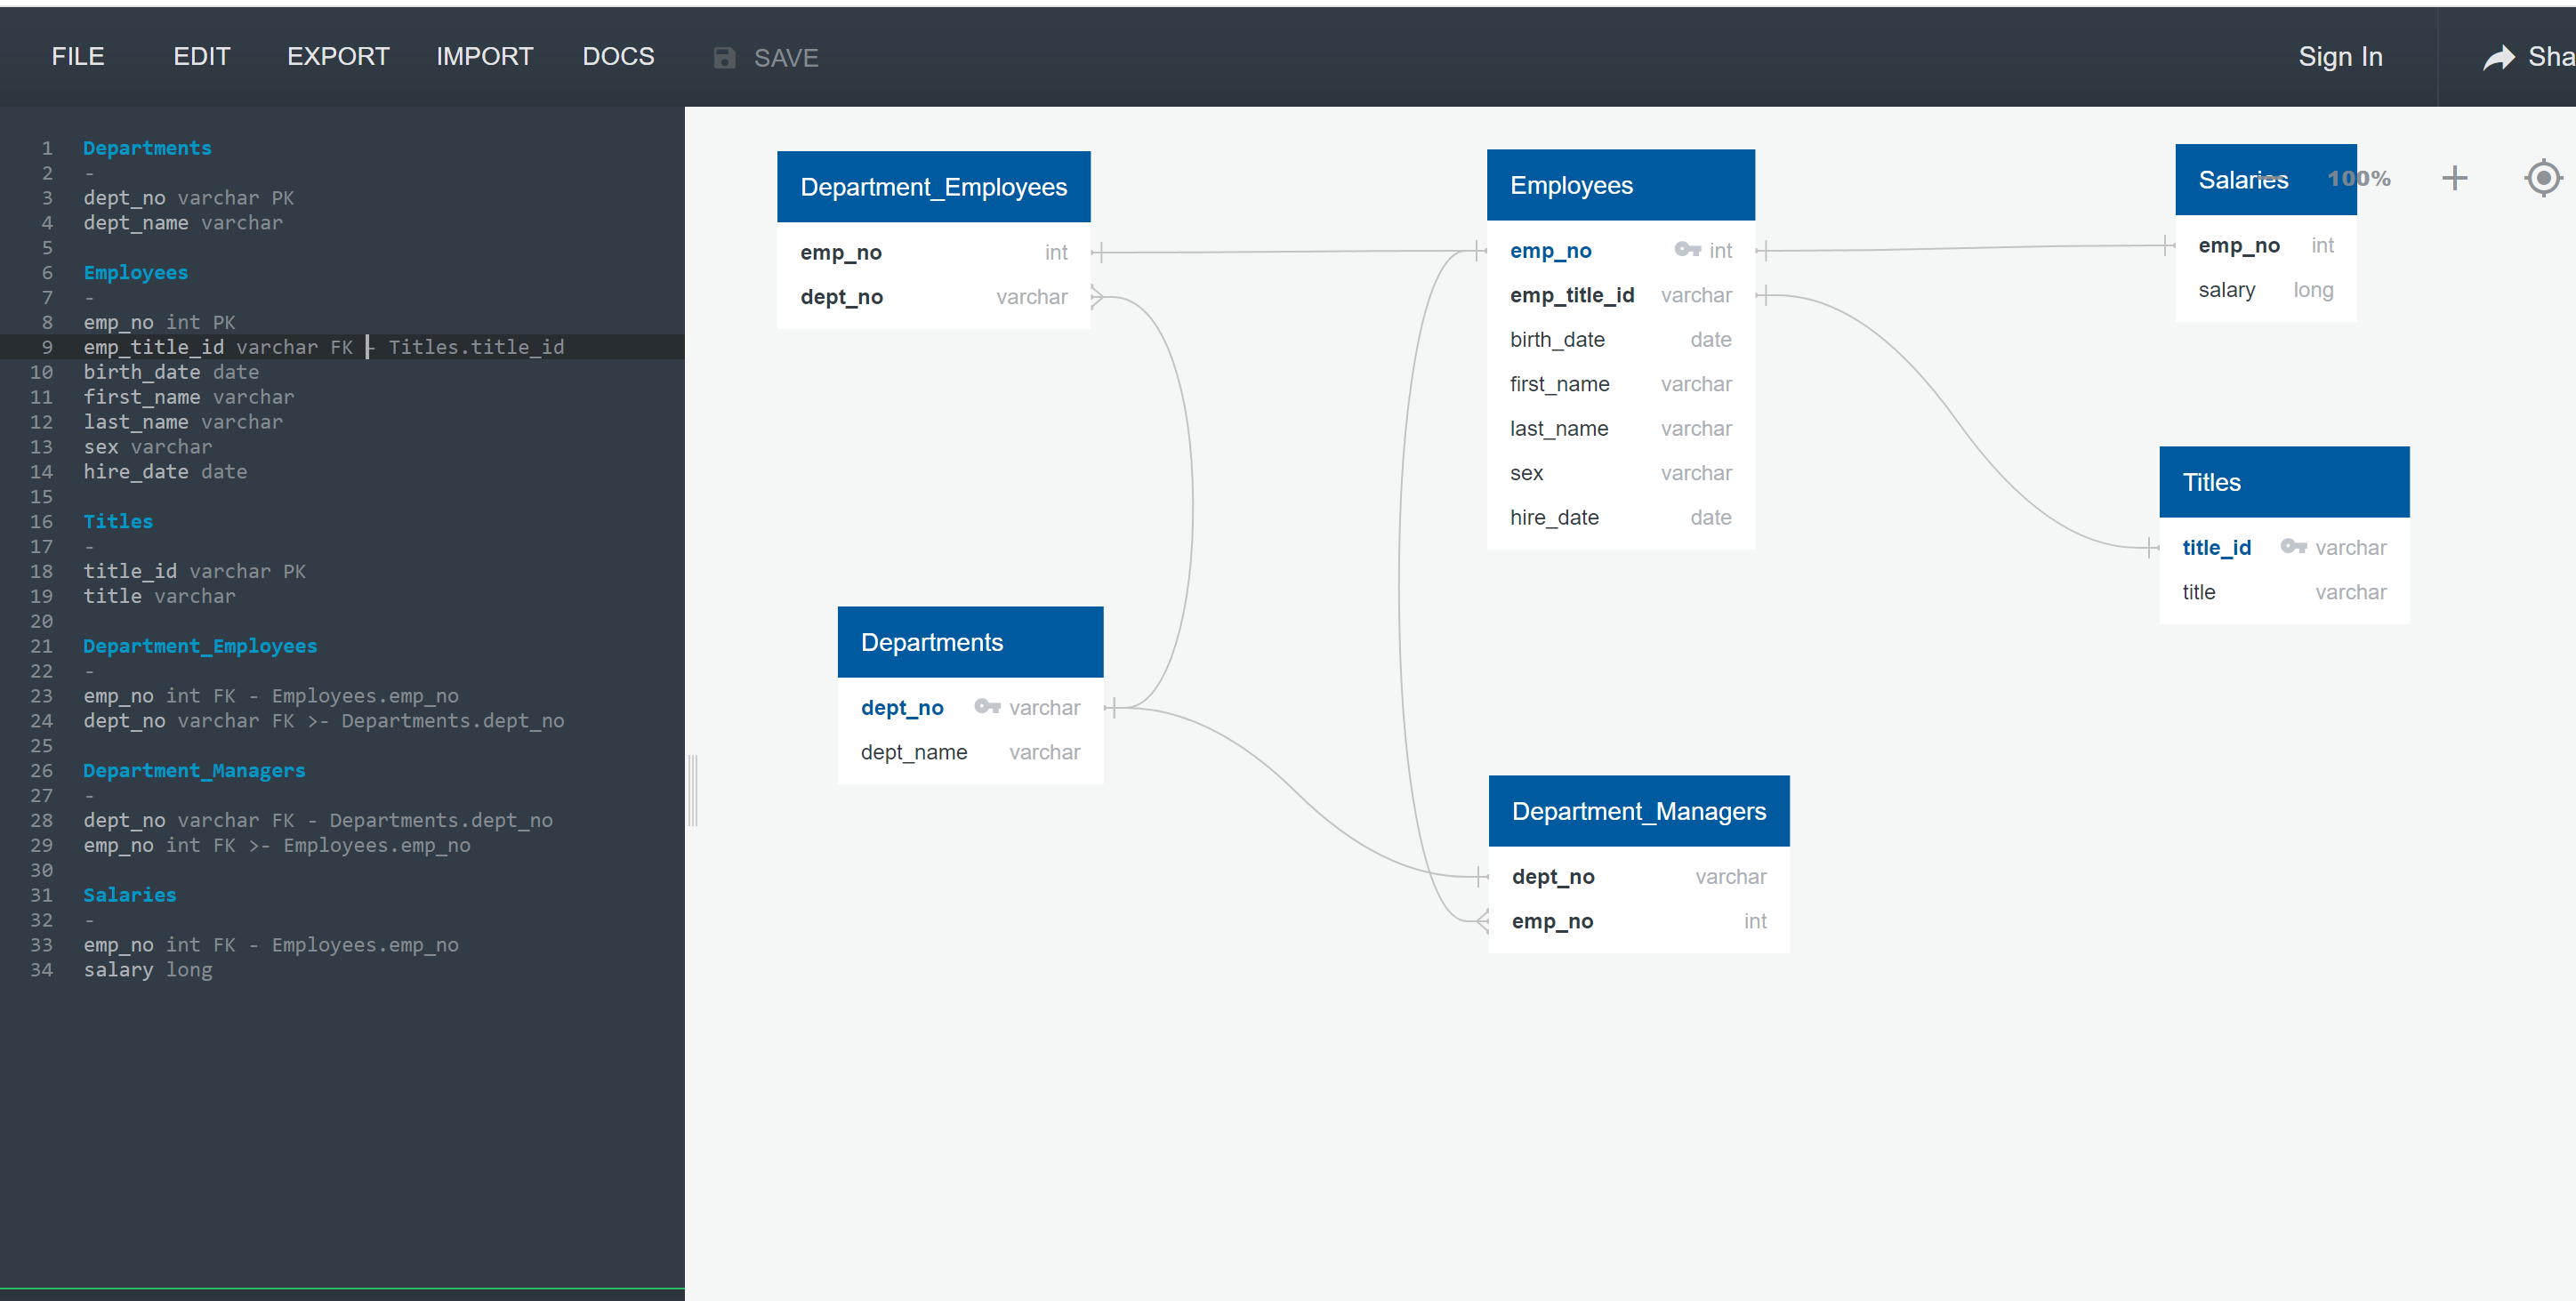 FILE EDIT EXPORT IMPORT DOCS SAVE Sign In Sha
1 Departments
2 -
3 dept_no varchar PK
4 dept_name varchar
5
6 Employees
7 -
8 emp_no int PK
9 emp_title_id varchar FK - Titles.title_id
10 birth_date date
11 first_name varchar
12 last_name varchar
13 sex varchar
14 hire_date date
15
16 Titles
17 -
18 title_id varchar PK
19 title varchar
20
21 Department_Employees
22 -
23 emp_no int FK - Employees.emp_no
24 dept_no varchar FK >- Departments.dept_no
25
26 Department_Managers
27 -
28 dept_no varchar FK - Departments.dept_no
29 emp_no int FK >- Employees.emp_no
30
31 Salaries
32 -
33 emp_no int FK - Employees.emp_no
34 salary long
Department_Employees
emp_no int
dept_no varchar
Employees
emp_no int
emp_title_id varchar
birth_date date
first_name varchar
last_name varchar
sex varchar
hire_date date
Salaries
100%
emp_no int
salary long
Titles
title_id varchar
title varchar
Departments
dept_no varchar
dept_name varchar
Department_Managers
dept_no varchar
emp_no int